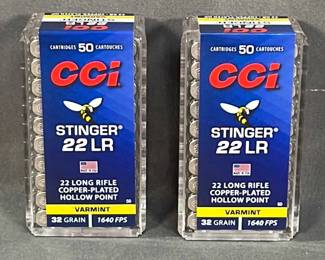 CARTRIDGES 50 CARTOUCHES
CCI
STINGER®
22 LR
22 LONG RIFLE
COPPER-PLATED
HOLLOW POINT
50
VARMINT
32 GRAIN 1640 FPS
CARTRIDGES 50 CARTOUCHES
CCI
STINGER®
22 LR
22 LONG RIFLE
COPPER-PLATED
HOLLOW POINT
50
VARMINT
32 GRAIN 1640 FPS